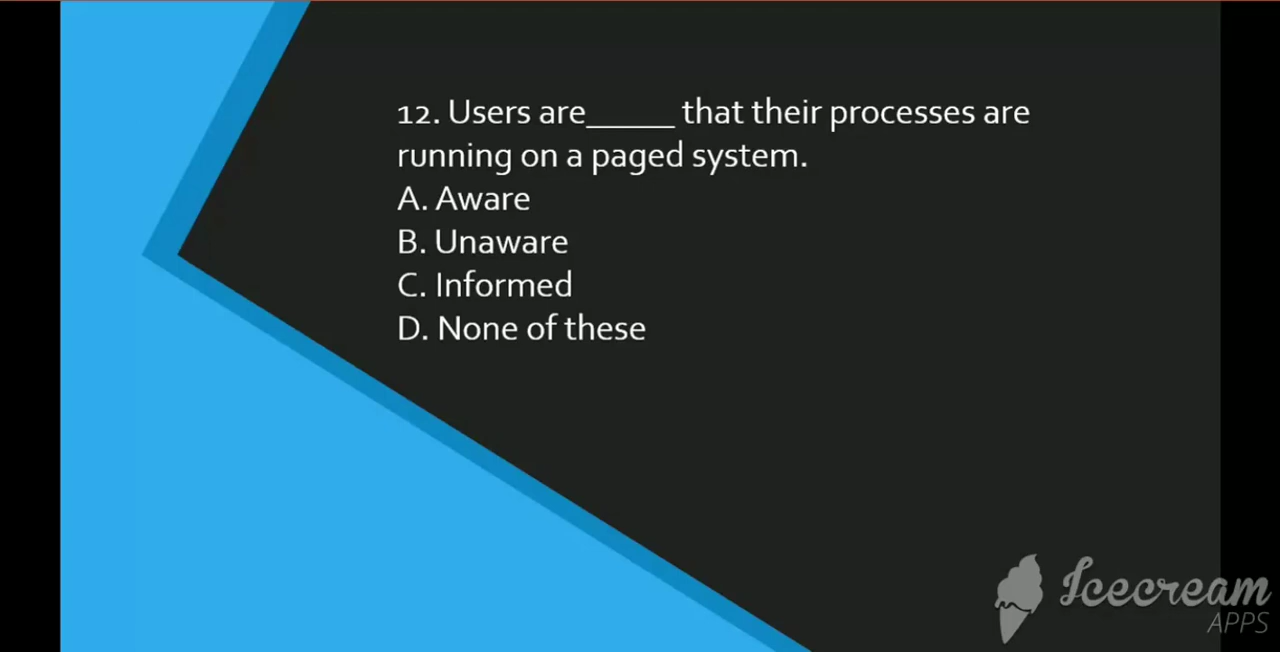 12. Users are_____ that their processes are
running on a paged system.
A. Aware
B. Unaware
C. Informed
D. None of these
Icecream
APPS